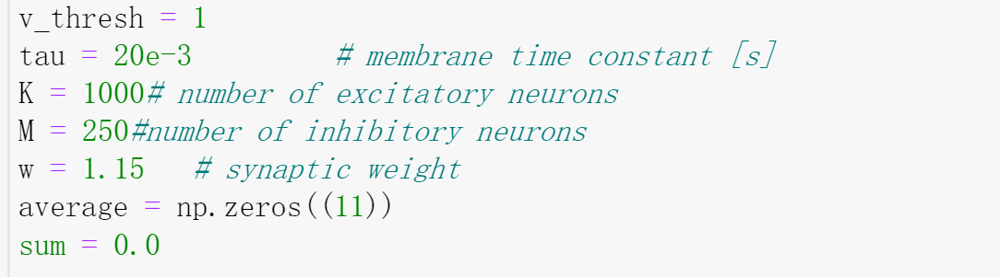 v_thresh = 1
tau = 20e-3 # membrane time constant [s]
K = 1000# number of excitatory neurons
M = 250#number of inhibitory neurons
w = 1.15 # synaptic weight
average = np.zeros((11))
sum = 0.0